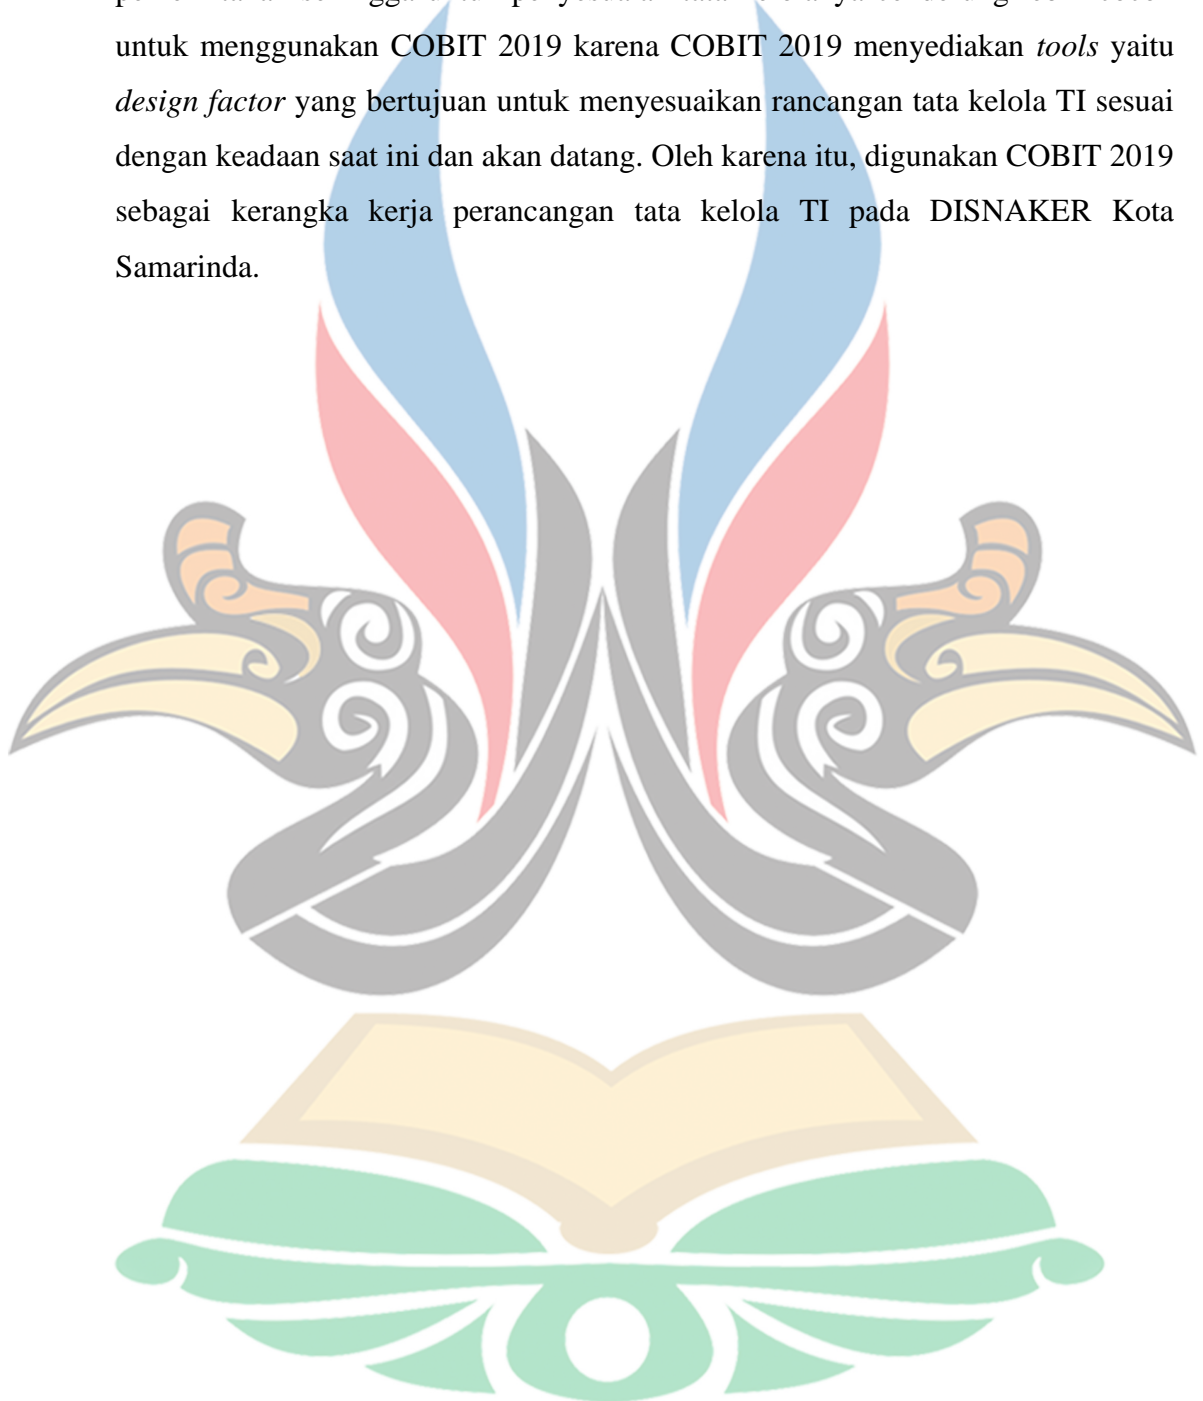 untuk menggunakan COBIT 2019 karena COBIT 2019 menyediakan tools yaitu
design factor yang bertujuan untuk menyesuaikan rancangan tata kelola TI sesuai
dengan keadaan saat ini dan akan datang. Oleh karena itu, digunakan COBIT 2019
sebagai kerangka kerja perancangan tata kelola TI pada DISNAKER Kota
Samarinda.